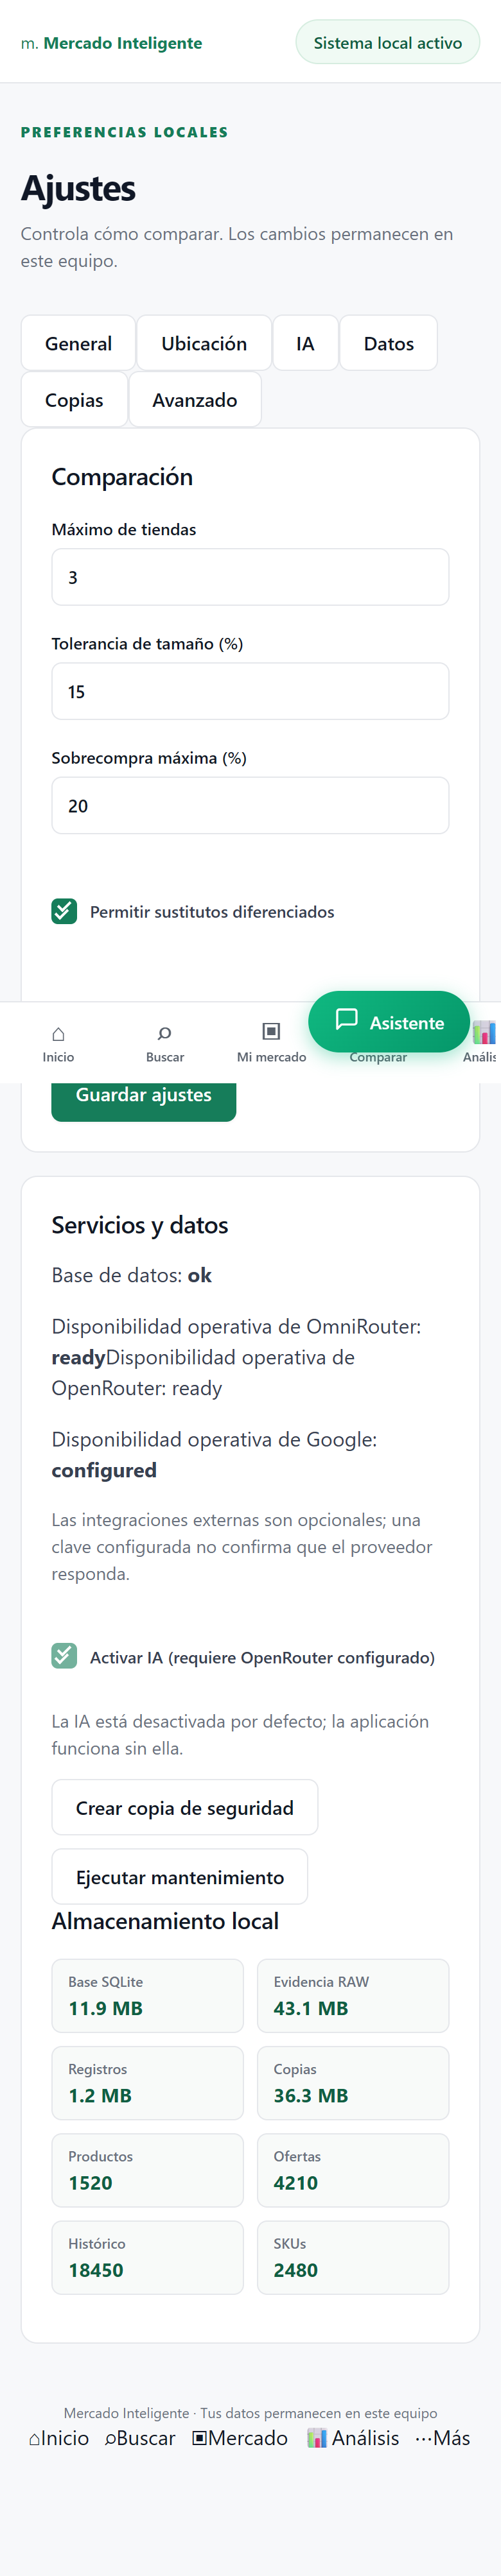 m. Mercado Inteligente
Sistema local activo
PREFERENCIAS LOCALES
Ajustes
Controla cómo comparar. Los cambios permanecen en
este equipo.
General
Ubicación
IA
Datos
Copias
Avanzado
Comparación
Máximo de tiendas
3
Tolerancia de tamaño (%)
15
Sobrecompra máxima (%)
20
Permitir sustitutos diferenciados
Asistente
Inicio
Buscar
Mi mercado
Comparar
Anális
Guardar ajustes
Servicios y datos
Base de datos: ok
Disponibilidad operativa de OmniRouter:
readyDisponibilidad operativa de
OpenRouter: ready
Disponibilidad operativa de Google:
configured
Las integraciones externas son opcionales; una
clave configurada no confirma que el proveedor
responda.
Activar IA (requiere OpenRouter configurado)
La IA está desactivada por defecto; la aplicación
funciona sin ella.
Crear copia de seguridad
Ejecutar mantenimiento
Almacenamiento local
Base SQLite
11.9 MB
Evidencia RAW
43.1 MB
Registros
1.2 MB
Copias
36.3 MB
Productos
1520
Ofertas
4210
Histórico
18450
SKUs
2480
Mercado Inteligente · Tus datos permanecen en este equipo
⌂Inicio ⌕Buscar ▣Mercado 📊Análisis ⋯Más